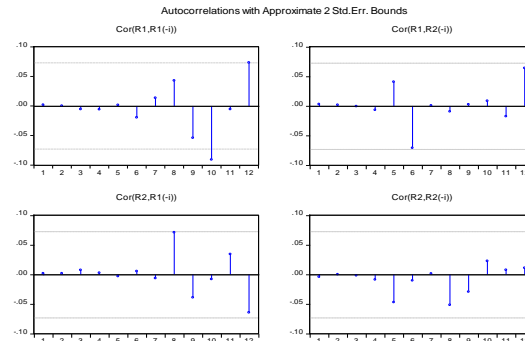 Autocorrelations with Approximate 2 Std.Err. Bounds
Cor(R1,R1(-i))
.10
.05
.00
-.05
-.10
1 2 3 4 5 6 7 8 9 10 11 12
Cor(R1,R2(-i))
.10
.05
.00
-.05
-.10
1 2 3 4 5 6 7 8 9 10 11
Cor(R2,R1(-i))
.10
.05
.00
-.05
-.10
1 2 3 4 5 6 7 8 9 10 11 12
Cor(R2,R2(-i))
.10
.05
.00
-.05
-.10
1 2 3 4 5 6 7 8 9 10 11